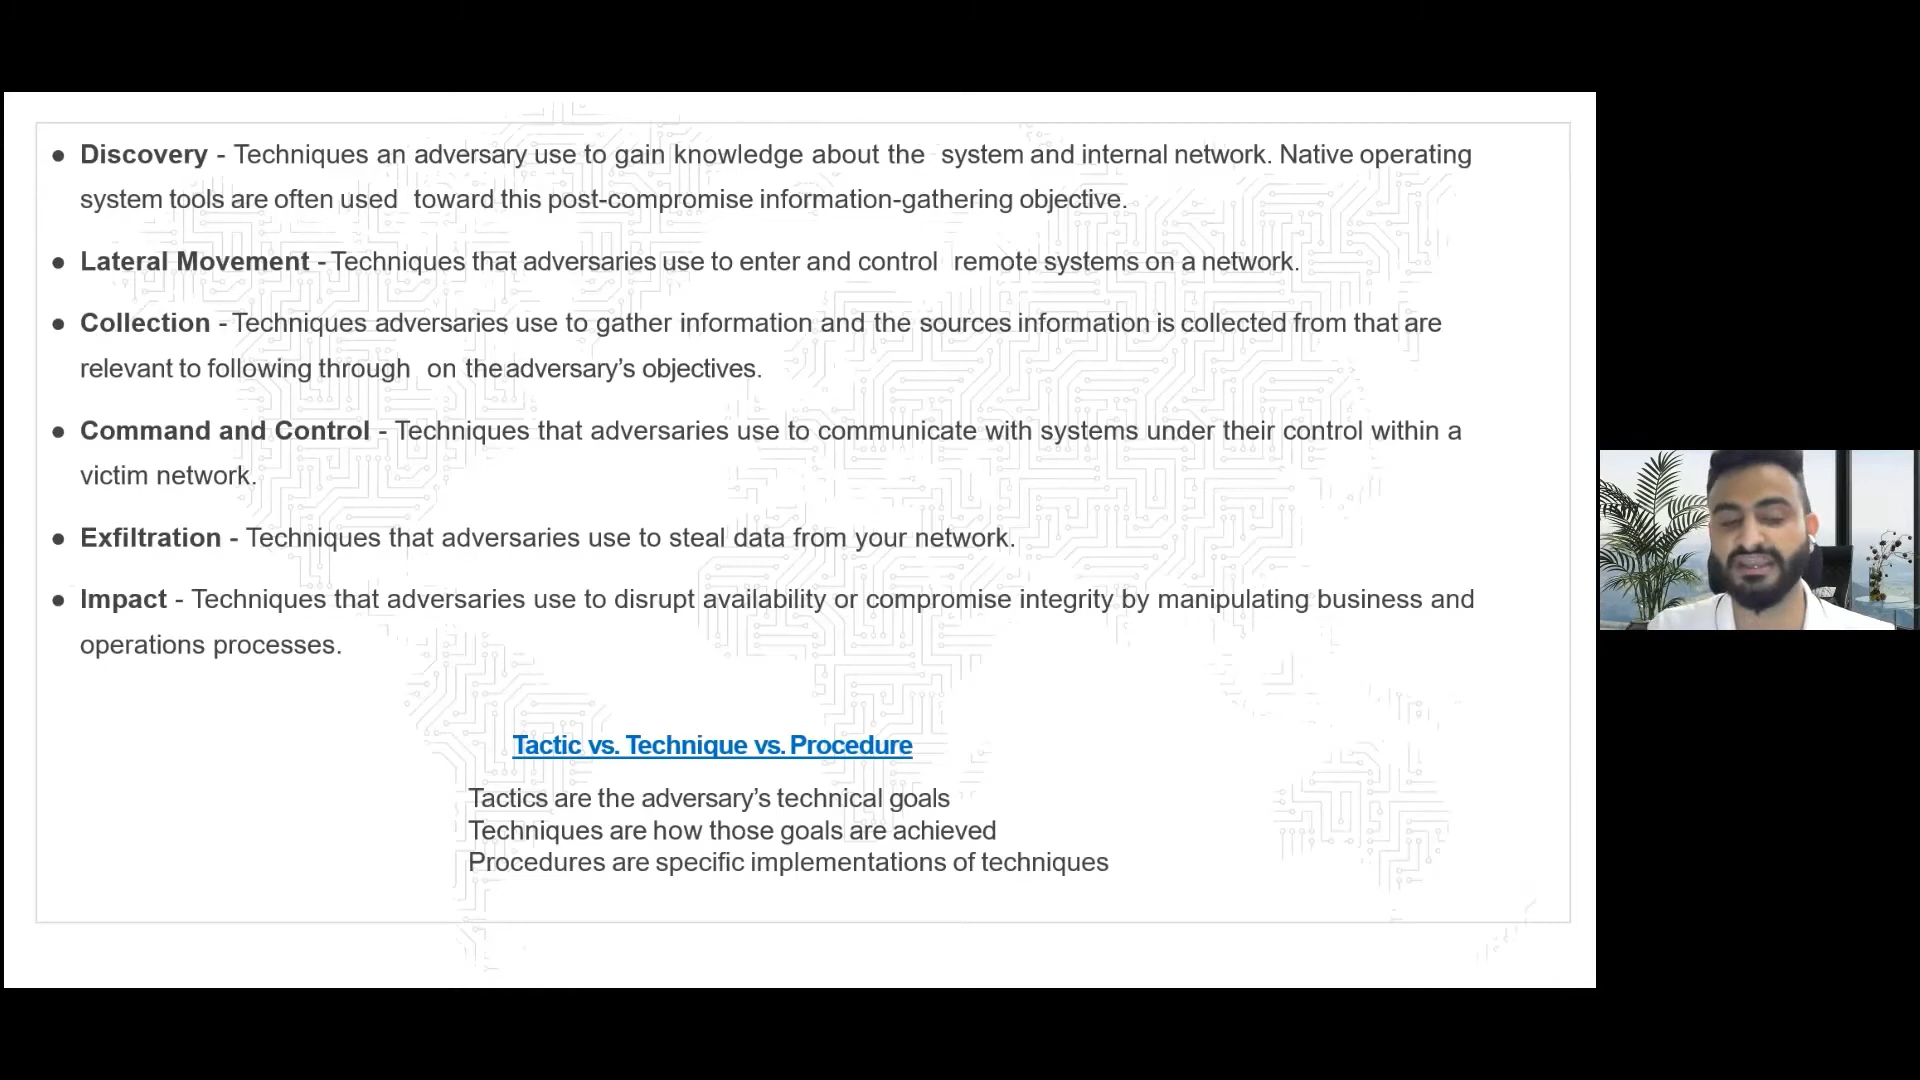 ● Discovery - Techniques an adversary use to gain knowledge about the system and internal network. Native operating
system tools are often used toward this post-compromise information-gathering objective.
● Lateral Movement - Techniques that adversaries use to enter and control remote systems on a network.
● Collection - Techniques adversaries use to gather information and the sources information is collected from that are
relevant to following through on the adversary’s objectives.
● Command and Control - Techniques that adversaries use to communicate with systems under their control within a
victim network.
● Exfiltration - Techniques that adversaries use to steal data from your network.
● Impact - Techniques that adversaries use to disrupt availability or compromise integrity by manipulating business and
operations processes.
Tactic vs. Technique vs. Procedure
Tactics are the adversary’s technical goals
Techniques are how those goals are achieved
Procedures are specific implementations of techniques